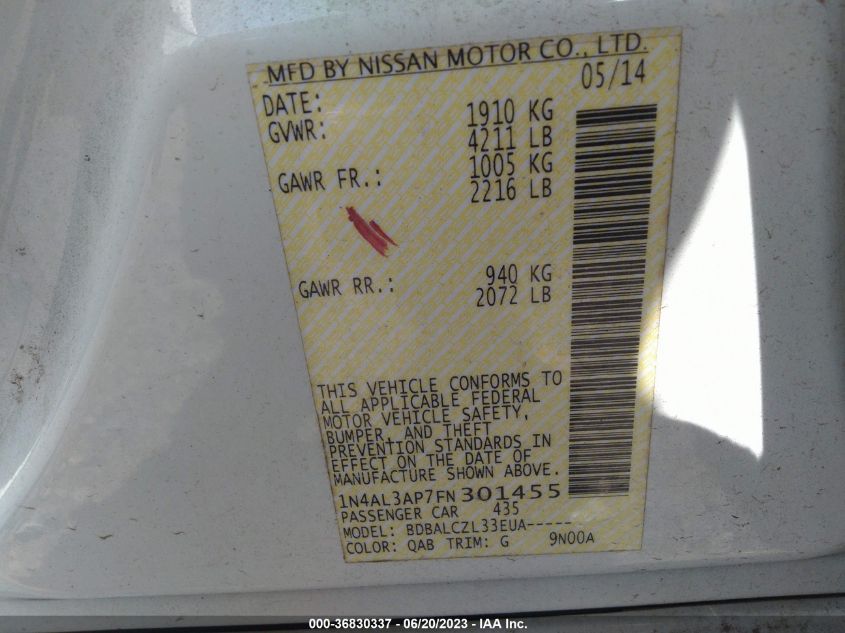 MFD BY NISSAN MOTOR CO., LTD.
DATE: 05/14
GVWR: 1910 KG
4211 LB
GAWR FR.: 1005 KG
2216 LB
GAWR RR.: 940 KG
2072 LB
THIS VEHICLE CONFORMS TO
ALL APPLICABLE FEDERAL
MOTOR VEHICLE SAFETY,
BUMPER, AND THEFT
PREVENTION STANDARDS IN
EFFECT ON THE DATE OF
MANUFACTURE SHOWN ABOVE.
1N4AL3AP7FN301455
PASSENGER CAR 435
MODEL: BDBALCZL33EUA-----
COLOR: QAB TRIM: G 9N00A
000-36830337 - 06/20/2023 - IAA Inc.